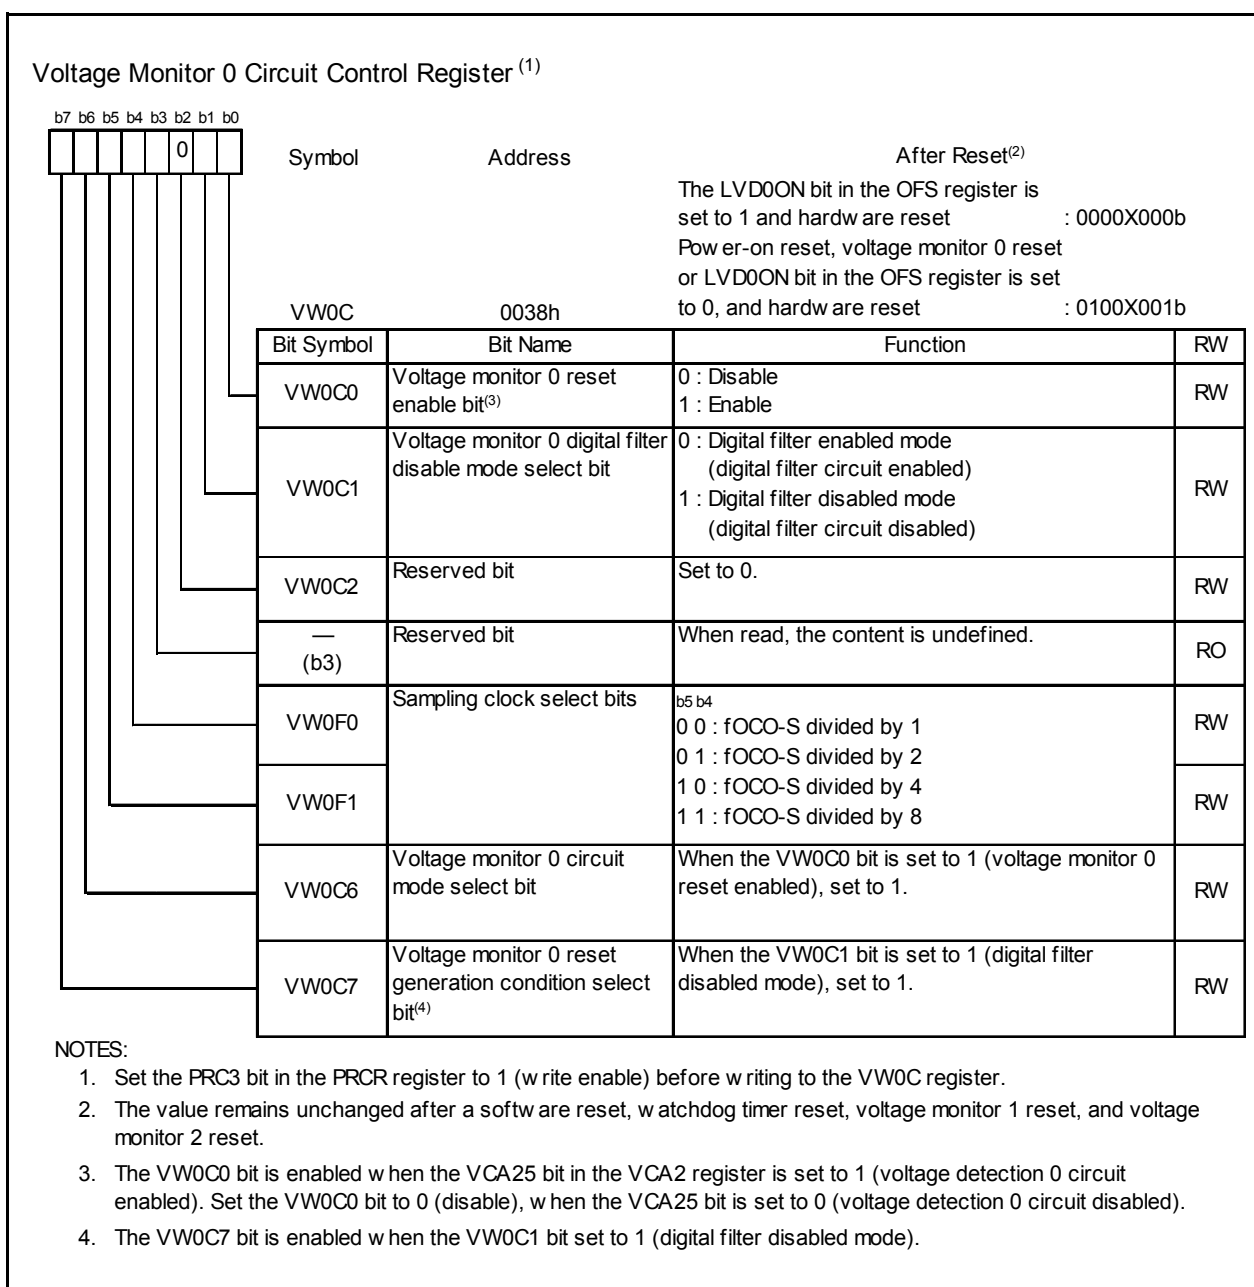 Voltage Monitor 0 Circuit Control Register (1)
b7 b6 b5 b4 b3 b2 b1 b0
0
Symbol Address After Reset(2)
The LVD0ON bit in the OFS register is
set to 1 and hardware reset : 0000X000b
Power-on reset, voltage monitor 0 reset
or LVD0ON bit in the OFS register is set
VW0C 0038h to 0, and hardware reset : 0100X001b
Bit Symbol Bit Name Function RW
VW0C0 Voltage monitor 0 reset 0 : Disable RW
enable bit(3) 1 : Enable
Voltage monitor 0 digital filter 0 : Digital filter enabled mode
disable mode select bit (digital filter circuit enabled)
VW0C1 1 : Digital filter disabled mode RW
(digital filter circuit disabled)
VW0C2 Reserved bit Set to 0. RW
— Reserved bit When read, the content is undefined. RO
(b3)
Sampling clock select bits b5 b4
VW0F0 0 0 : fOCO-S divided by 1 RW
0 1 : fOCO-S divided by 2
VW0F1 1 0 : fOCO-S divided by 4 RW
1 1 : fOCO-S divided by 8
Voltage monitor 0 circuit When the VW0C0 bit is set to 1 (voltage monitor 0
VW0C6 mode select bit reset enabled), set to 1. RW
Voltage monitor 0 reset When the VW0C1 bit is set to 1 (digital filter
VW0C7 generation condition select disabled mode), set to 1. RW
bit(4)
NOTES:
1. Set the PRC3 bit in the PRCR register to 1 (write enable) before writing to the VW0C register.
2. The value remains unchanged after a software reset, watchdog timer reset, voltage monitor 1 reset, and voltage
monitor 2 reset.
3. The VW0C0 bit is enabled when the VCA25 bit in the VCA2 register is set to 1 (voltage detection 0 circuit
enabled). Set the VW0C0 bit to 0 (disable), when the VCA25 bit is set to 0 (voltage detection 0 circuit disabled).
4. The VW0C7 bit is enabled when the VW0C1 bit set to 1 (digital filter disabled mode).